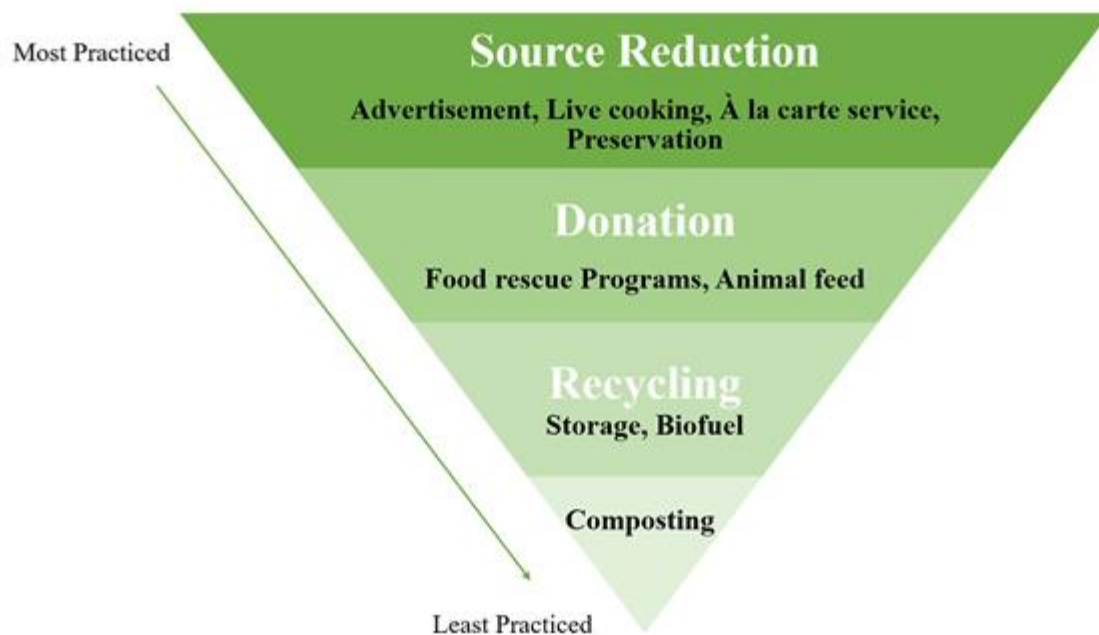 Most Practiced
Source Reduction
Advertisement, Live cooking, À la carte service,
Preservation
Donation
Food rescue Programs, Animal feed
Recycling
Storage, Biofuel
Composting
Least Practiced